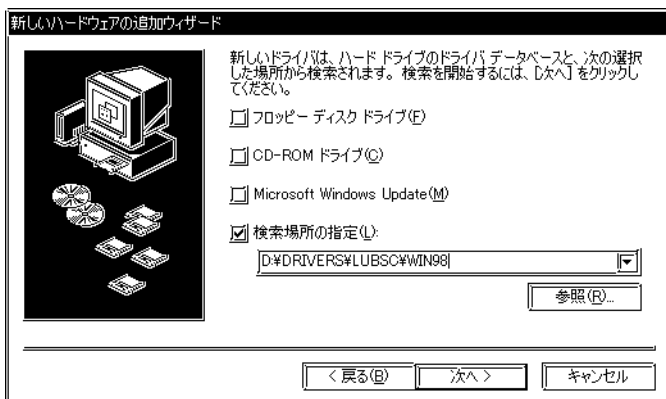 新しいハードウェアの追加ウィザード
新しいドライバは、ハード ドライブのドライバ データベースと、次の選択
した場所から検索されます。検索を開始するには、[次へ] をクリックし
てください。
フロッピー ディスク ドライブ(F)
CD-ROM ドライブ(C)
Microsoft Windows Update(M)
検索場所の指定(L):
D:¥DRIVERS¥LUBSC¥WIN98
参照(R)...
< 戻る(B)
次へ >
キャンセル